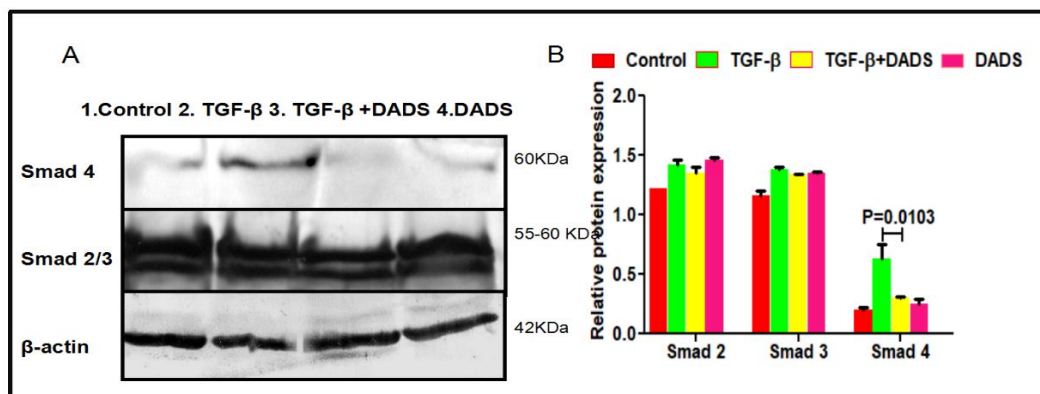 A
1.Control 2. TGF-β 3. TGF-β +DADS 4.DADS
Smad 4
60KDa
Smad 2/3
55-60 KDa
β-actin
42KDa
B
Control TGF-β TGF-β+DADS DADS
Relative protein expression
2.0
1.5
1.0
0.5
0.0
P=0.0103
Smad 2 Smad 3 Smad 4